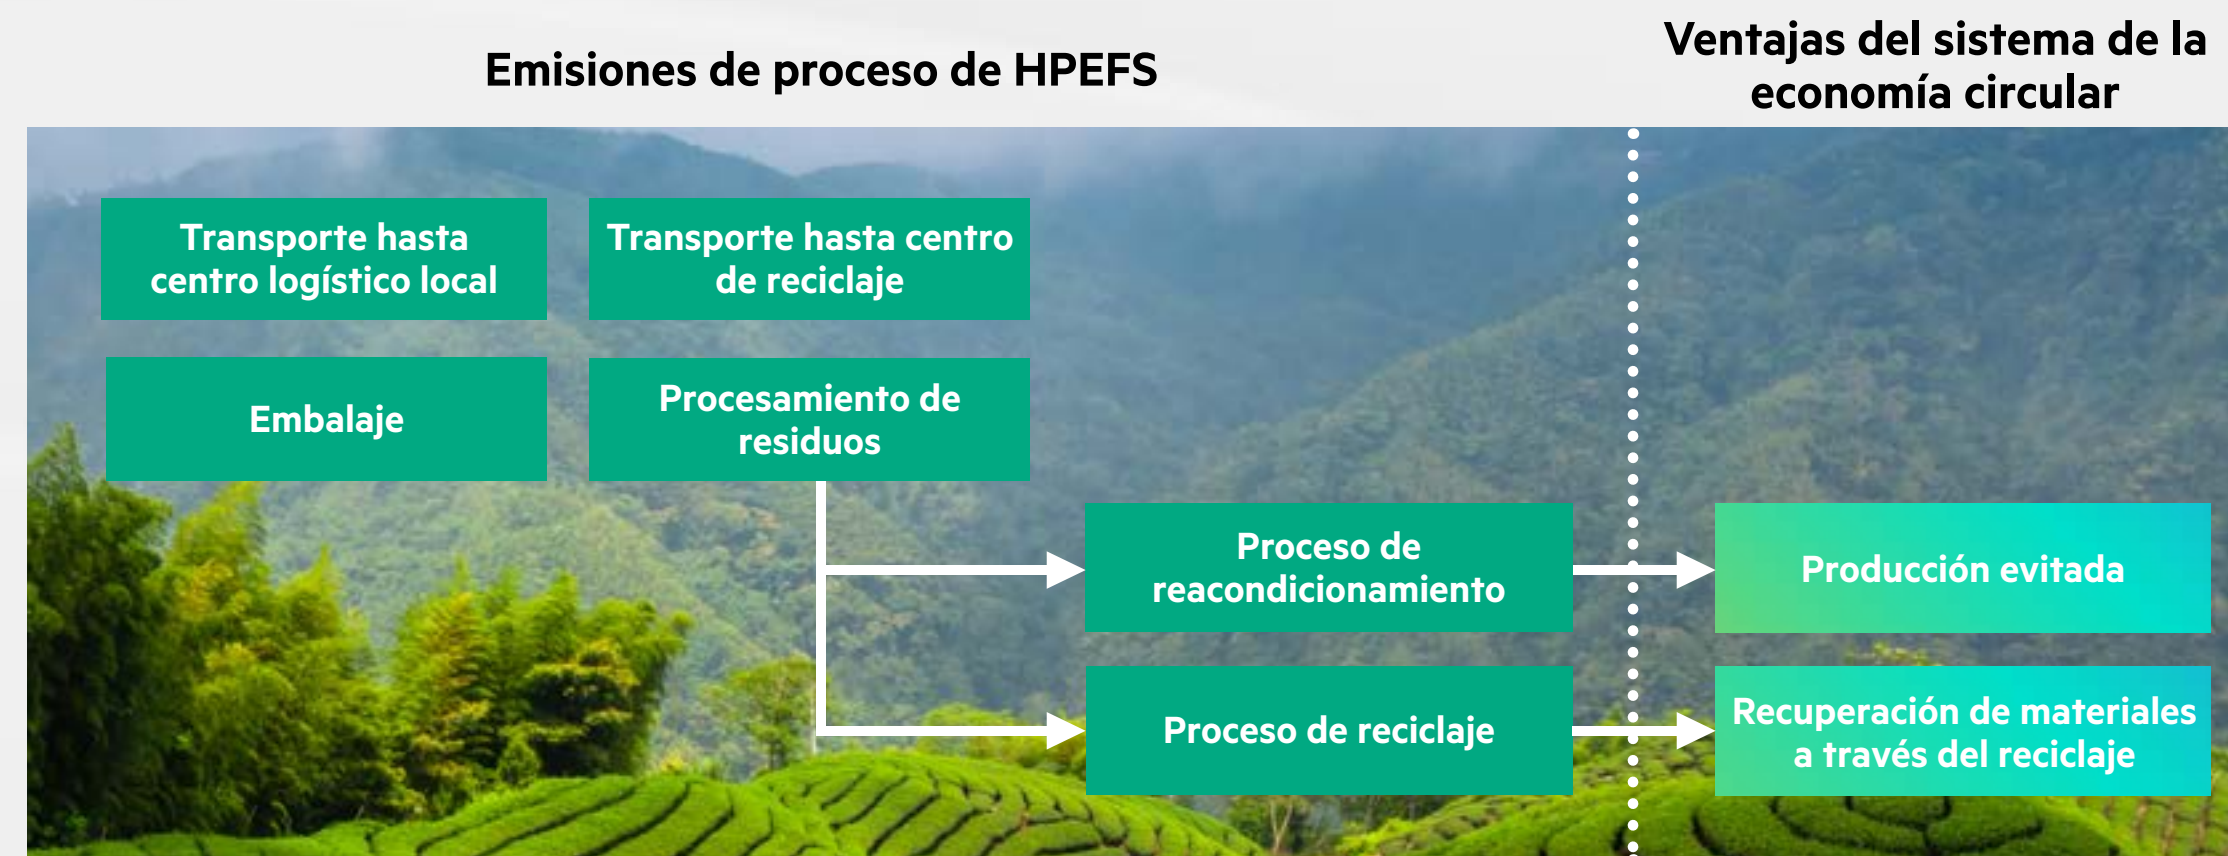 Emisiones de proceso de HPEFS
Ventajas del sistema de la
economía circular
Transporte hasta
centro logístico local
Transporte hasta centro
de reciclaje
Embalaje
Procesamiento de
residuos
Proceso de
reacondicionamiento
Producción evitada
Proceso de reciclaje
Recuperación de materiales
a través del reciclaje